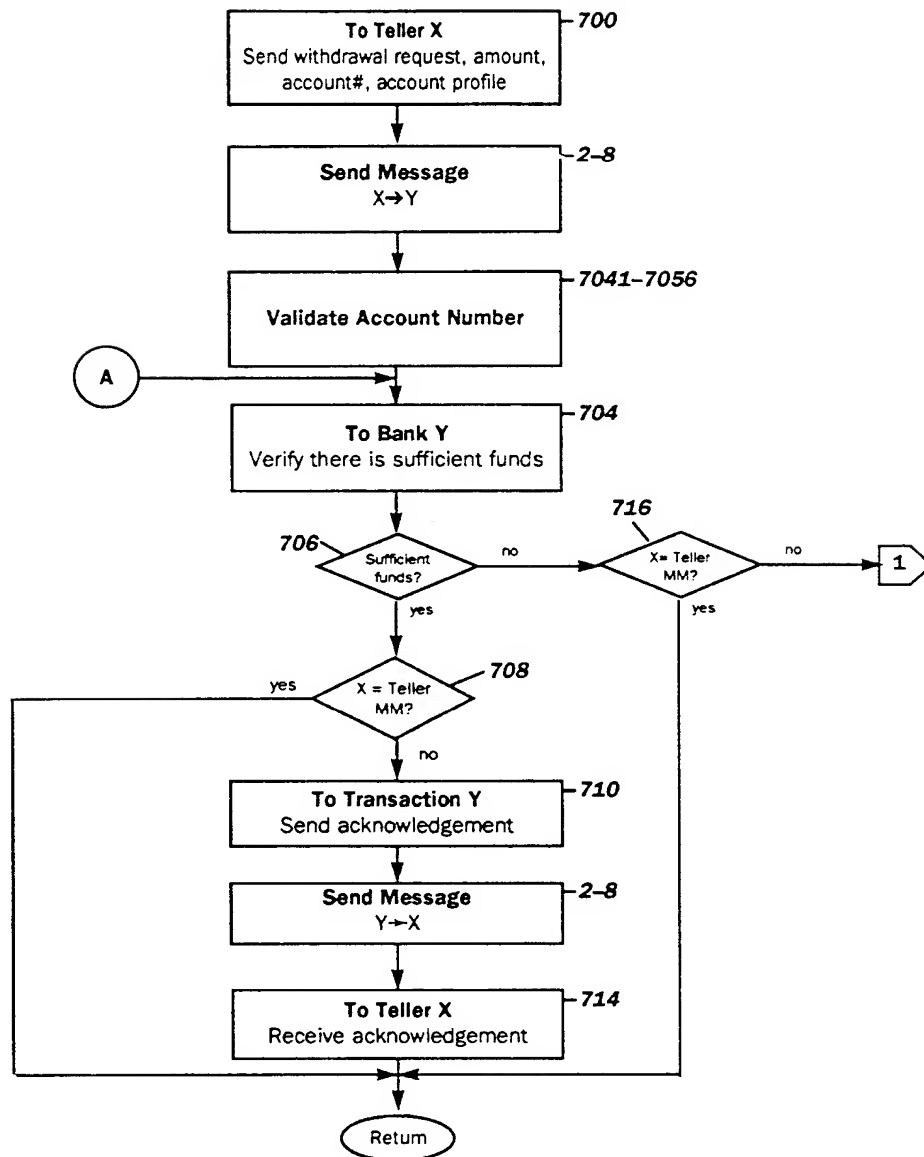 To Teller X
Send withdrawal request, amount,
account#, account profile
700
Send Message
X→Y
2-8
Validate Account Number
7041-7056
A
To Bank Y
Verify there is sufficient funds
704
706
Sufficient
funds?
no
yes
716
X= Teller
MM?
no
yes
1
708
X = Teller
MM?
yes
no
To Transaction Y
Send acknowledgement
710
Send Message
Y→X
2-8
To Teller X
Receive acknowledgement
714
Return